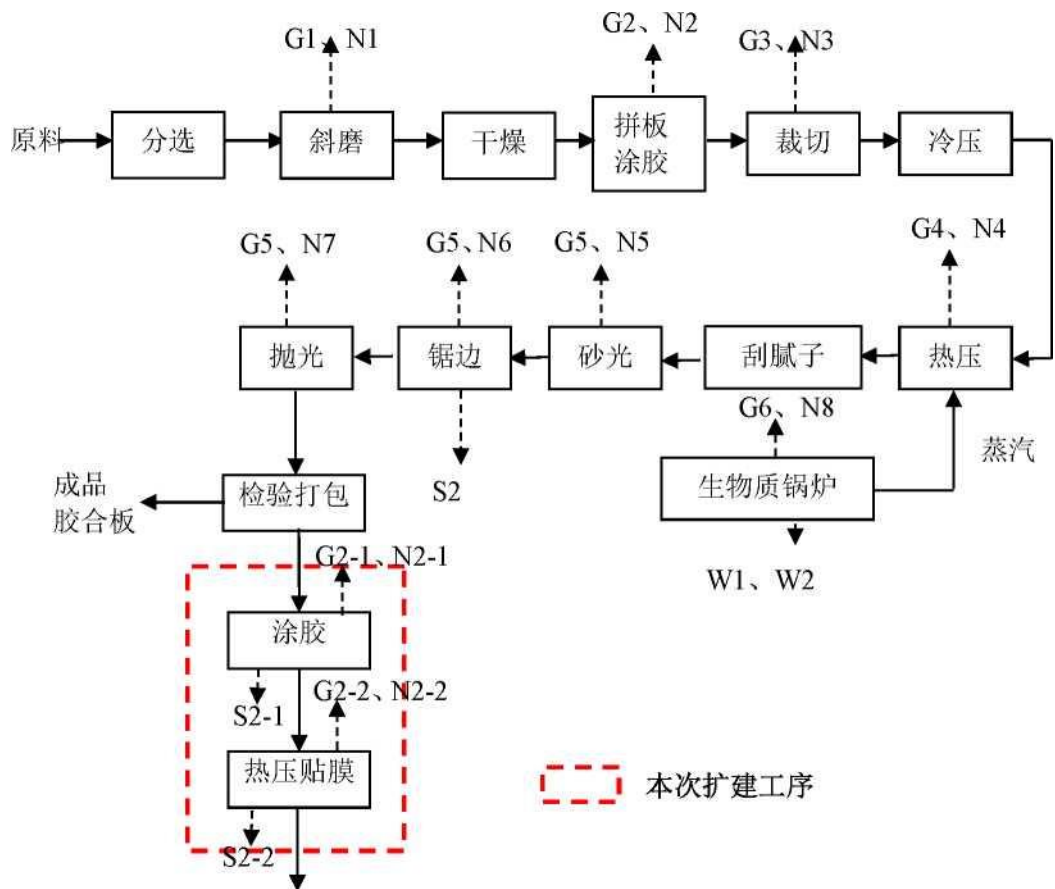 G1、N1
G2、N2
G3、N3
原料
分选
斜磨
干燥
拼板
涂胶
裁切
冷压
G5、N7
G5、N6
G5、N5
G4、N4
抛光
锯边
砂光
刮腻子
热压
G6、N8
蒸汽
S2
生物质锅炉
成品
胶合板
检验打包
W1、W2
G2-1、N2-1
涂胶
S2-1
G2-2、N2-2
热压贴膜
S2-2
本次扩建工序